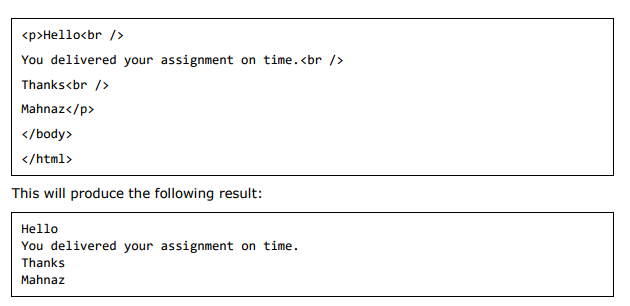 <p>Hello<br />
You delivered your assignment on time.<br />
Thanks<br />
Mahnaz</p>
</body>
</html>
This will produce the following result:
Hello
You delivered your assignment on time.
Thanks
Mahnaz